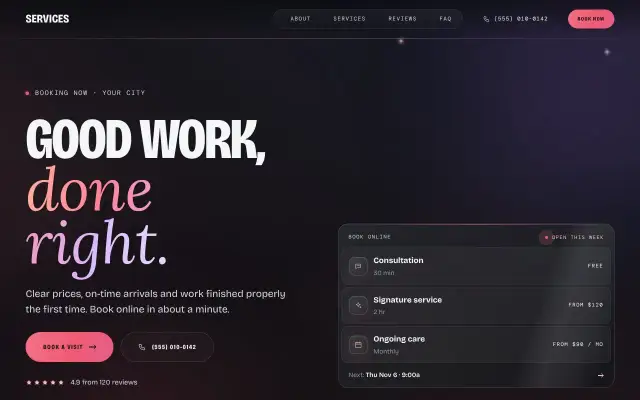 SERVICES
ABOUT SERVICES REVIEWS FAQ
(555) 010-0142
BOOK NOW
BOOKING NOW · YOUR CITY
GOOD WORK,
done
right.
Clear prices, on-time arrivals and work finished properly
the first time. Book online in about a minute.
BOOK A VISIT →
(555) 010-0142
★★★★★ 4.9 from 120 reviews
BOOK ONLINE
OPEN THIS WEEK
Consultation
30 min
FREE
Signature service
2 hr
FROM $120
Ongoing care
Monthly
FROM $90 / MO
Next: Thu Nov 6 · 9:00a →